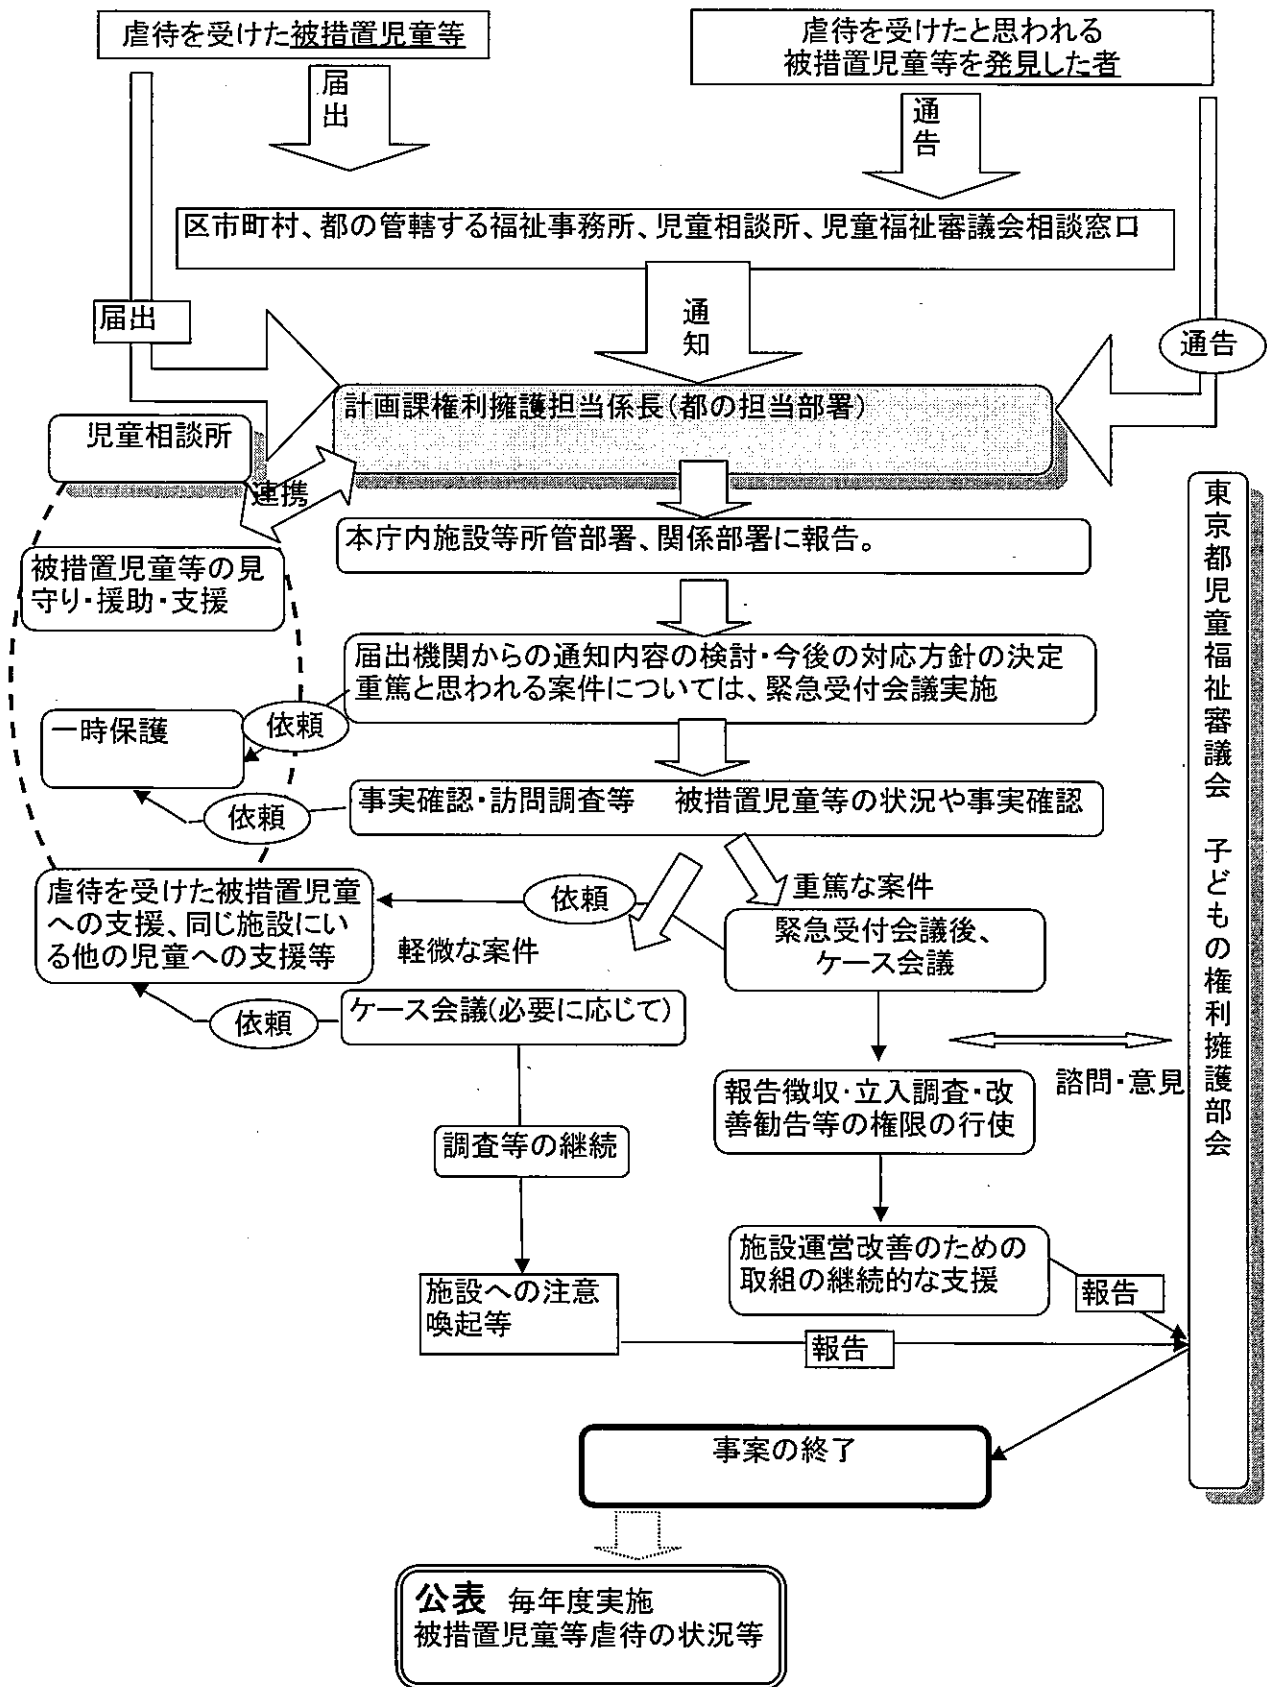 虐待を受けた被措置児童等
虐待を受けたと思われる
被措置児童等を発見した者
届出
通告
区市町村、都の管轄する福祉事務所、児童相談所、児童福祉審議会相談窓口
届出
通知
通告
計画課権利擁護担当係長(都の担当部署)
児童相談所
連携
本庁内施設等所管部署、関係部署に報告。
被措置児童等の見
守り・援助・支援
届出機関からの通知内容の検討・今後の対応方針の決定
重篤と思われる案件については、緊急受付会議実施
依頼
一時保護
事実確認・訪問調査等 被措置児童等の状況や事実確認
依頼
重篤な案件
虐待を受けた被措置児童
への支援、同じ施設にい
る他の児童への支援等
依頼
軽微な案件
緊急受付会議後、
ケース会議
ケース会議(必要に応じて)
依頼
諮問・意見
報告徴収・立入調査・改
善勧告等の権限の行使
調査等の継続
施設運営改善のための
取組の継続的な支援
報告
施設への注意
喚起等
報告
東京都児童福祉審議会 子どもの権利擁護部会
事案の終了
公表 毎年度実施
被措置児童等虐待の状況等